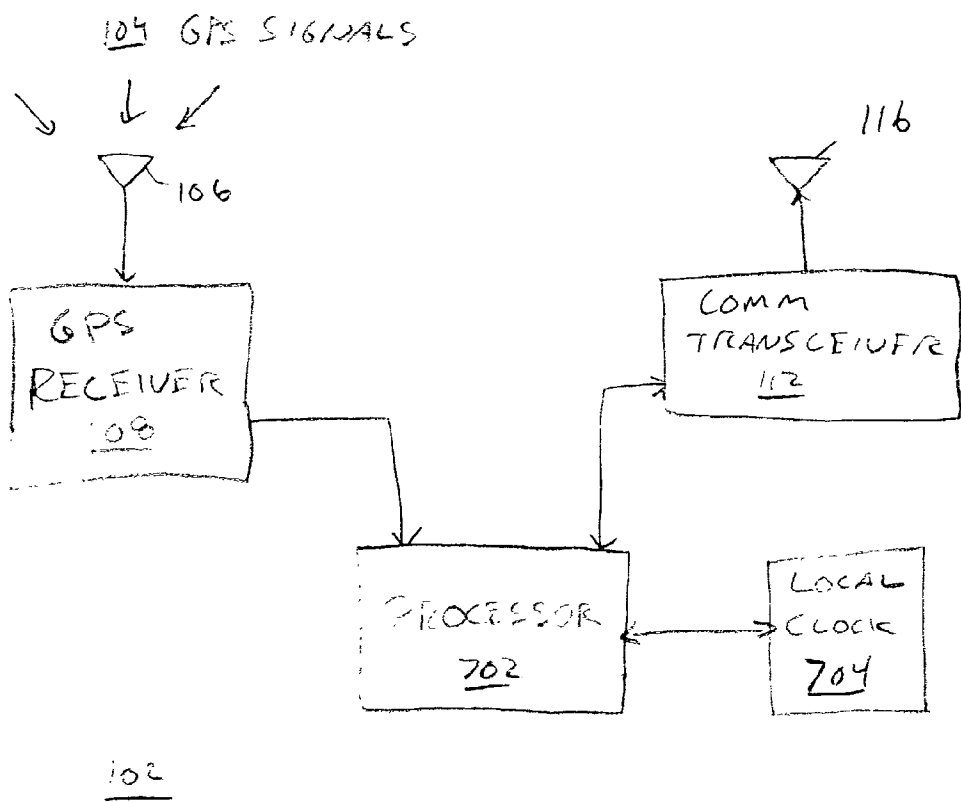 104 GPS SIGNALS
106
116
GPS
RECEIVER
108
COMM
TRANSCEIVER
112
PROCESSOR
702
LOCAL
CLOCK
704
102